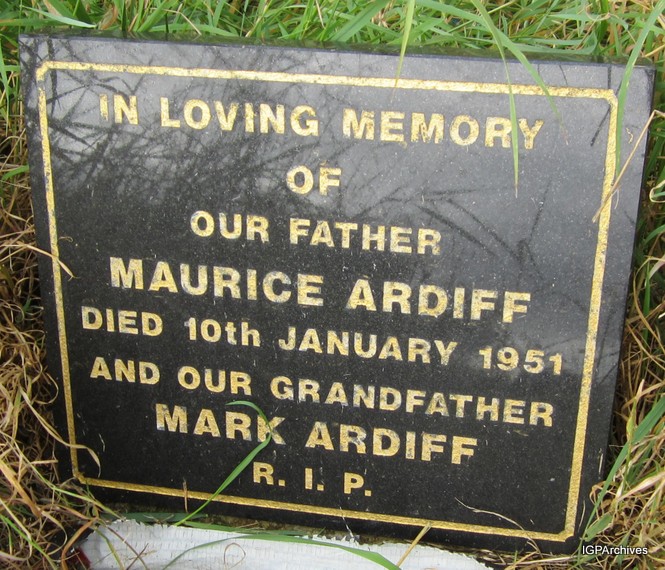 IN LOVING MEMORY
OF
OUR FATHER
MAURICE ARDIFF
DIED 10th JANUARY 1951
AND OUR GRANDFATHER
MARK ARDIFF
R. I. P.
IGPArchives